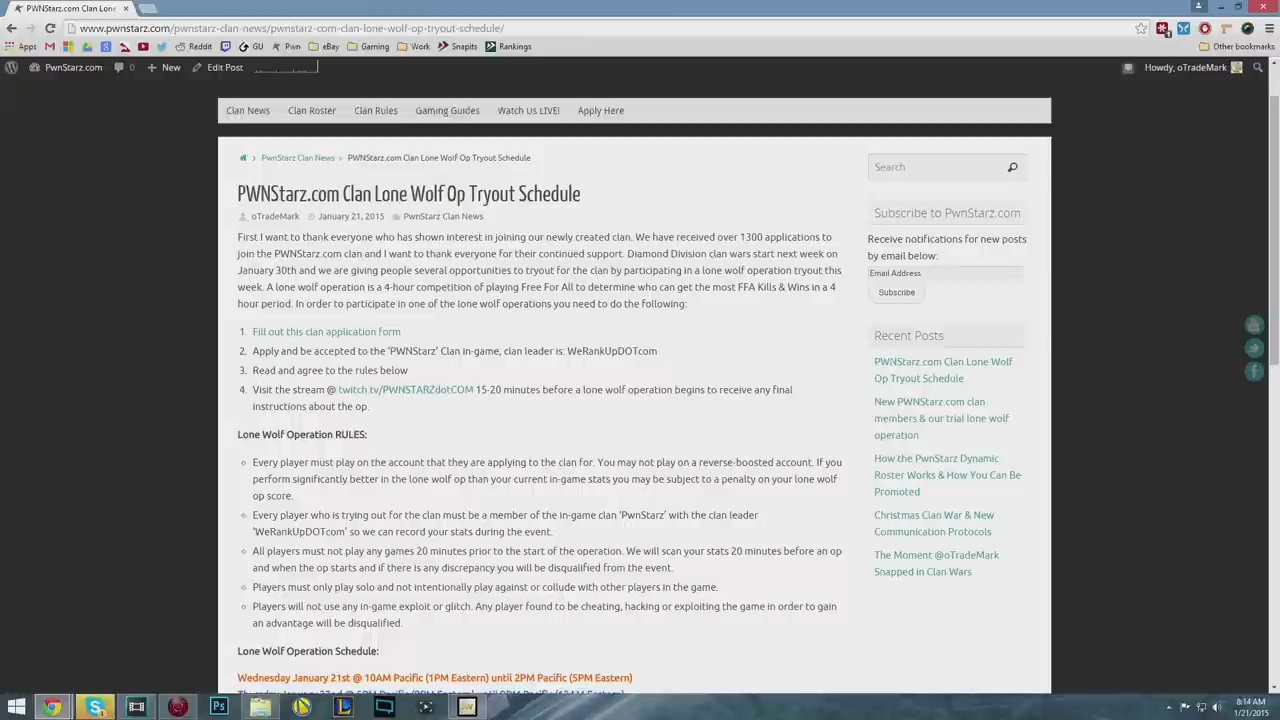 PWNStarz.com Clan Lone
www.pwnstarz.com/pwnstarz-clan-news/pwnstarz-com-clan-lone-wolf-op-tryout-schedule/
Apps Reddit GU Pwn eBay Gaming Work Snapits Rankings Other bookmarks
PwnStarz.com 0 New Edit Post Howdy, oTradeMark
Clan News Clan Roster Clan Rules Gaming Guides Watch Us LIVE! Apply Here
PwnStarz Clan News PWNStarz.com Clan Lone Wolf Op Tryout Schedule
PWNStarz.com Clan Lone Wolf Op Tryout Schedule
oTradeMark January 21, 2015 PwnStarz Clan News
First I want to thank everyone who has shown interest in joining our newly created clan. We have received over 1300 applications to
join the PWNStarz.com clan and I want to thank everyone for their continued support. Diamond Division clan wars start next week on
January 30th and we are giving people several opportunities to tryout for the clan by participating in a lone wolf operation tryout this
week. A lone wolf operation is a 4-hour competition of playing Free For All to determine who can get the most FFA Kills & Wins in a 4
hour period. In order to participate in one of the lone wolf operations you need to do the following:
1. Fill out this clan application form
2. Apply and be accepted to the ‘PWNStarz’ Clan in-game, clan leader is: WeRankUpDOTcom
3. Read and agree to the rules below
4. Visit the stream @ twitch.tv/PWNSTARZdotCOM 15-20 minutes before a lone wolf operation begins to receive any final
instructions about the op.
Lone Wolf Operation RULES:
Every player must play on the account that they are applying to the clan for. You may not play on a reverse-boosted account. If you
perform significantly better in the lone wolf op than your current in-game stats you may be subject to a penalty on your lone wolf
op score.
Every player who is trying out for the clan must be a member of the in-game clan ‘PwnStarz’ with the clan leader
‘WeRankUpDOTcom’ so we can record your stats during the event.
All players must not play any games 20 minutes prior to the start of the operation. We will scan your stats 20 minutes before an op
and when the op starts and if there is any discrepancy you will be disqualified from the event.
Players must only play solo and not intentionally play against or collude with other players in the game.
Players will not use any in-game exploit or glitch. Any player found to be cheating, hacking or exploiting the game in order to gain
an advantage will be disqualified.
Lone Wolf Operation Schedule:
Wednesday January 21st @ 10AM Pacific (1PM Eastern) until 2PM Pacific (5PM Eastern)
Search
Subscribe to PwnStarz.com
Receive notifications for new posts
by email below:
Email Address
Subscribe
Recent Posts
PWNStarz.com Clan Lone Wolf
Op Tryout Schedule
New PWNStarz.com clan
members & our trial lone wolf
operation
How the PwnStarz Dynamic
Roster Works & How You Can Be
Promoted
Christmas Clan War & New
Communication Protocols
The Moment @oTradeMark
Snapped in Clan Wars
8:14 AM
1/21/2015